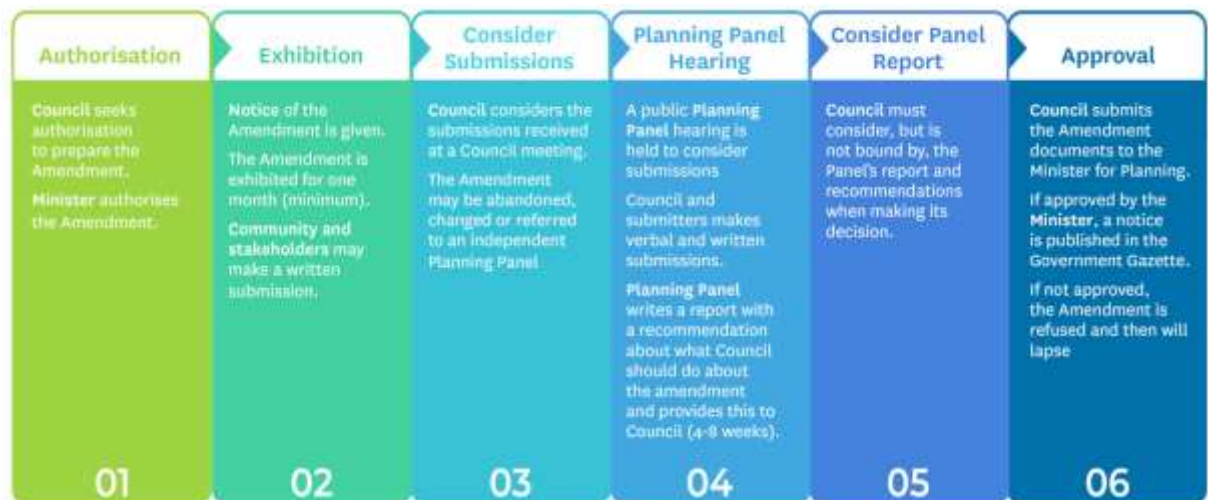 Authorisation
Council seeks
authorisation
to prepare the
Amendment.
Minister authorises
the Amendment.
01
Exhibition
Notice of the
Amendment is given.
The Amendment is
exhibited for one
month (minimum).
Community and
stakeholders may
make a written
submission.
02
Consider
Submissions
Council considers the
submissions received
at a Council meeting.
The Amendment
may be abandoned,
changed or referred
to an independent
Planning Panel
03
Planning Panel
Hearing
A public Planning
Panel hearing is
held to consider
submissions
Council and
submitters makes
verbal and written
submissions.
Planning Panel
writes a report with
a recommendation
about what Council
should do about
the amendment
and provides this to
Council (4-8 weeks).
04
Consider Panel
Report
Council must
consider, but is
not bound by, the
Panel's report and
recommendations
when making its
decision.
05
Approval
Council submits
the Amendment
documents to the
Minister for Planning.
If approved by the
Minister, a notice
is published in the
Government Gazette.
If not approved,
the Amendment is
refused and then will
lapse
06